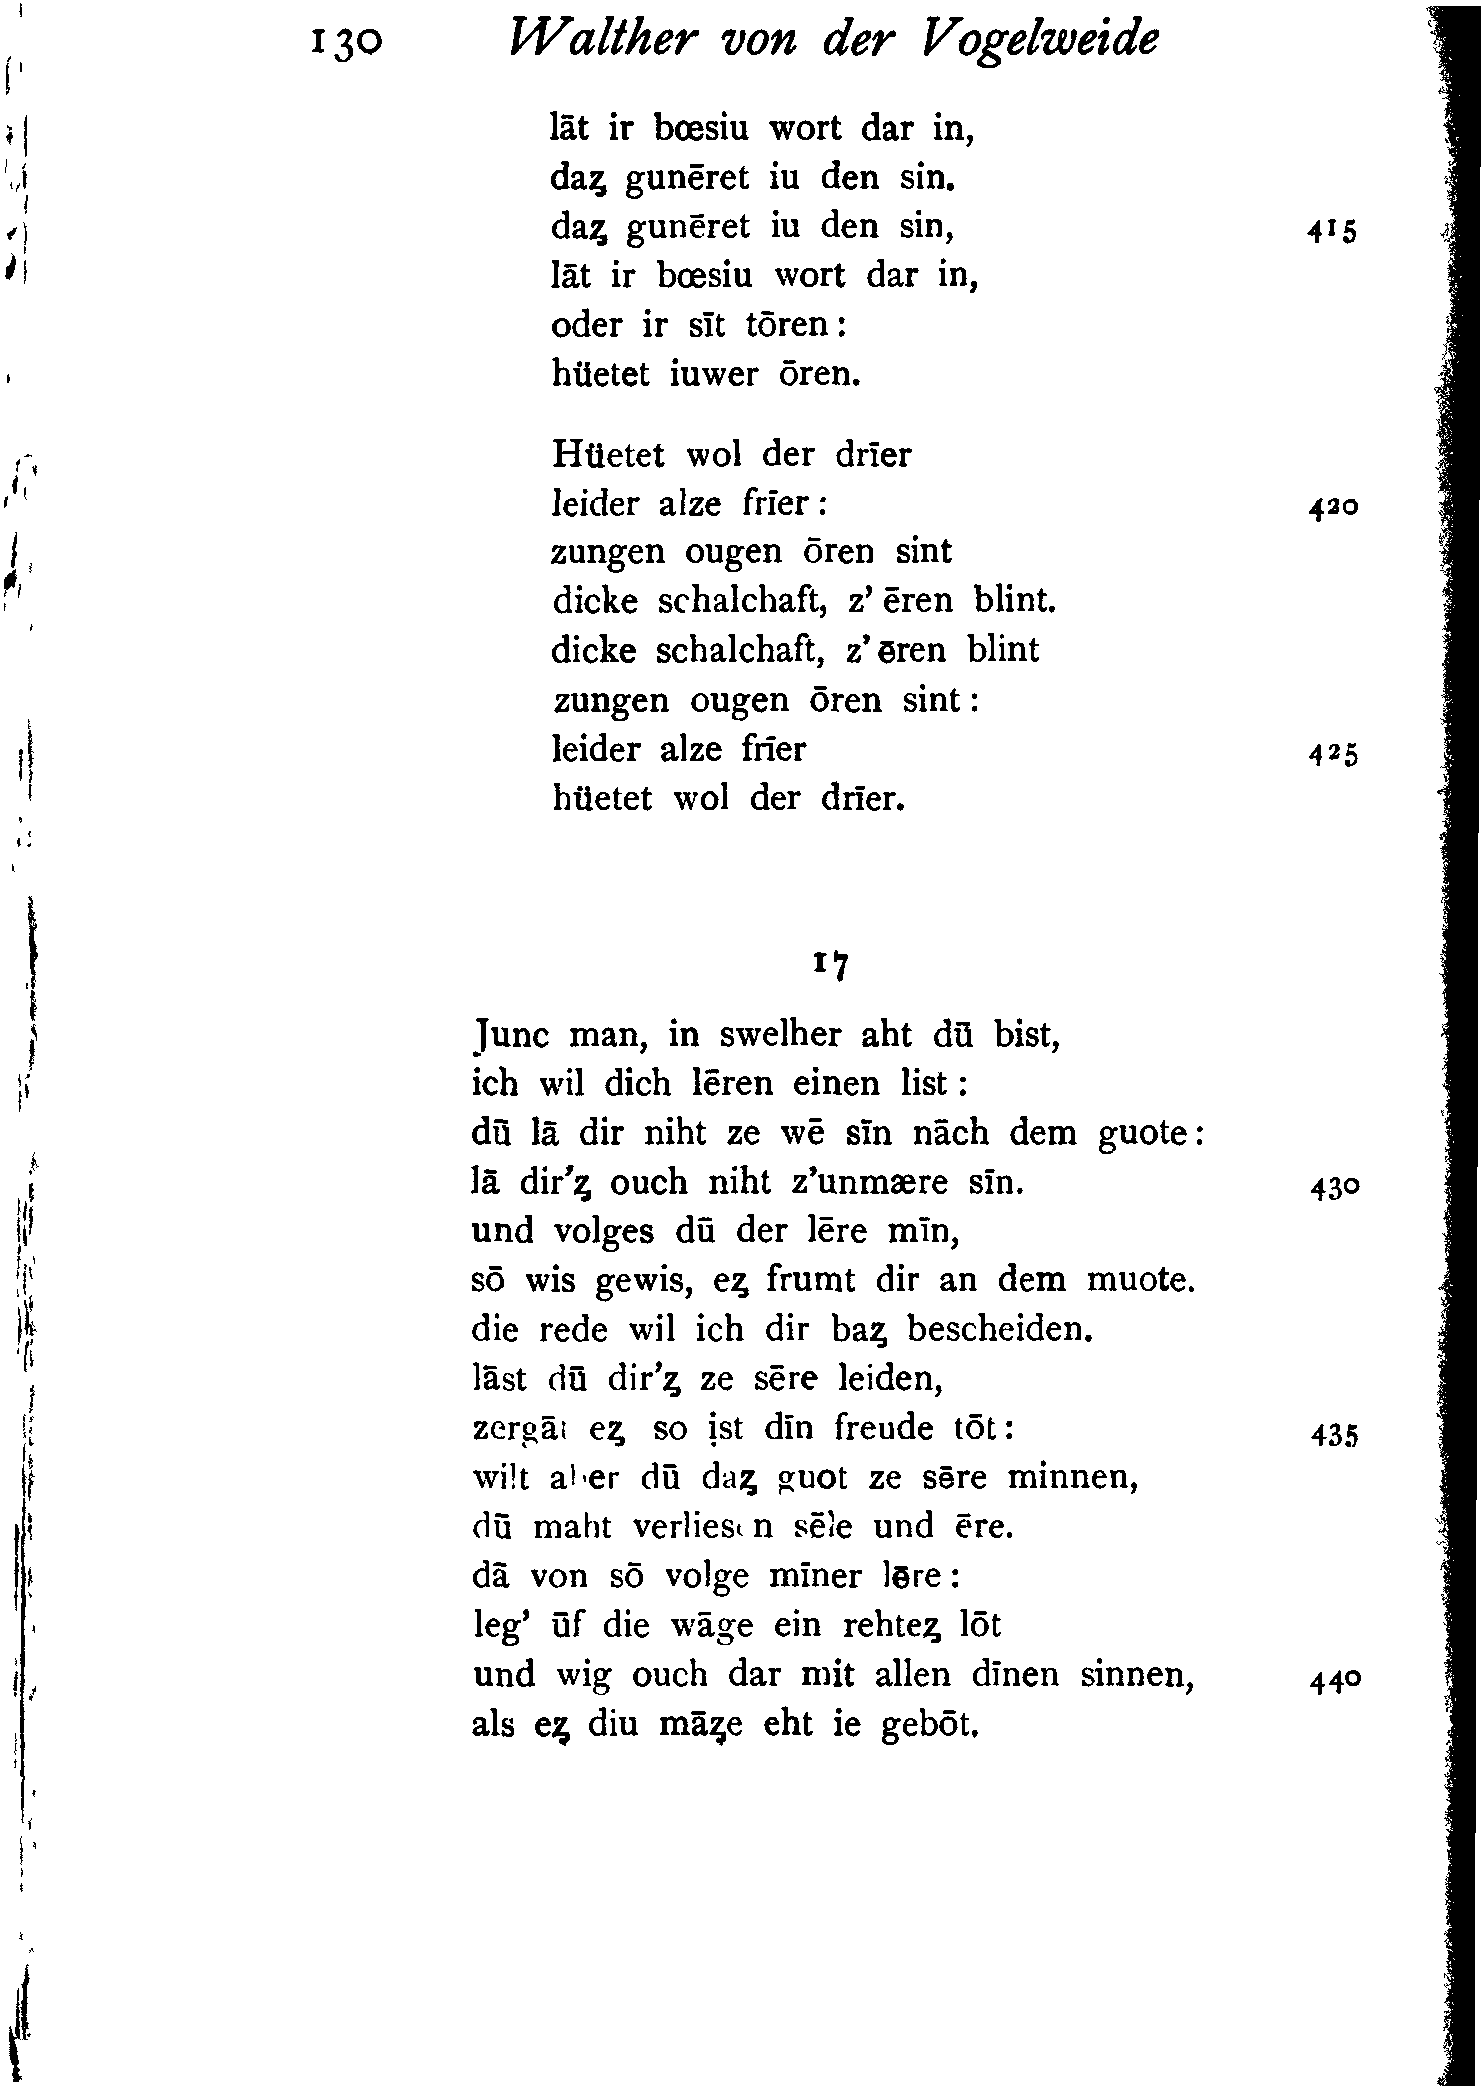 130 Walther von der Vogelweide
lāt ir bœsiu wort dar in,
daȥ gunēret iu den sin.
daȥ gunēret iu den sin, 415
lāt ir bœsiu wort dar in,
oder ir sīt tōren:
hüetet iuwer ōren.
Hüetet wol der drīer
leider alze frīer: 420
zungen ougen ōren sint
dicke schalchaft, z' ēren blint.
dicke schalchaft, z' ēren blint
zungen ougen ōren sint:
leider alze frīer 425
hüetet wol der drīer.
17
Junc man, in swelher aht dū bist,
ich wil dich lēren einen list:
dū lā dir niht ze wē sīn nāch dem guote:
lā dir'ȥ ouch niht z'unmære sīn. 430
und volges dū der lēre mīn,
sō wis gewis, eȥ frumt dir an dem muote.
die rede wil ich dir baȥ bescheiden.
lāst dū dir'ȥ ze sēre leiden,
zergāt eȥ so ist dīn freude tōt: 435
wilt aber dū daȥ guot ze sēre minnen,
dū maht verliesen sēle und ēre.
dā von sō volge mīner lēre:
leg' ūf die wāge ein rehteȥ lōt
und wig ouch dar mit allen dīnen sinnen, 440
als eȥ diu māȥe eht ie gebōt.